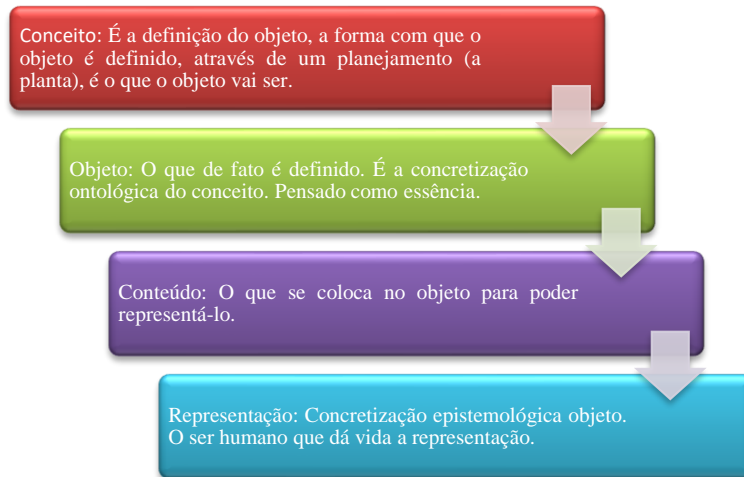 Conceito: É a definição do objeto, a forma com que o
objeto é definido, através de um planejamento (a
planta), é o que o objeto vai ser.
Objeto: O que de fato é definido. É a concretização
ontológica do conceito. Pensado como essência.
Conteúdo: O que se coloca no objeto para poder
representá-lo.
Representação: Concretização epistemológica objeto.
O ser humano que dá vida a representação.